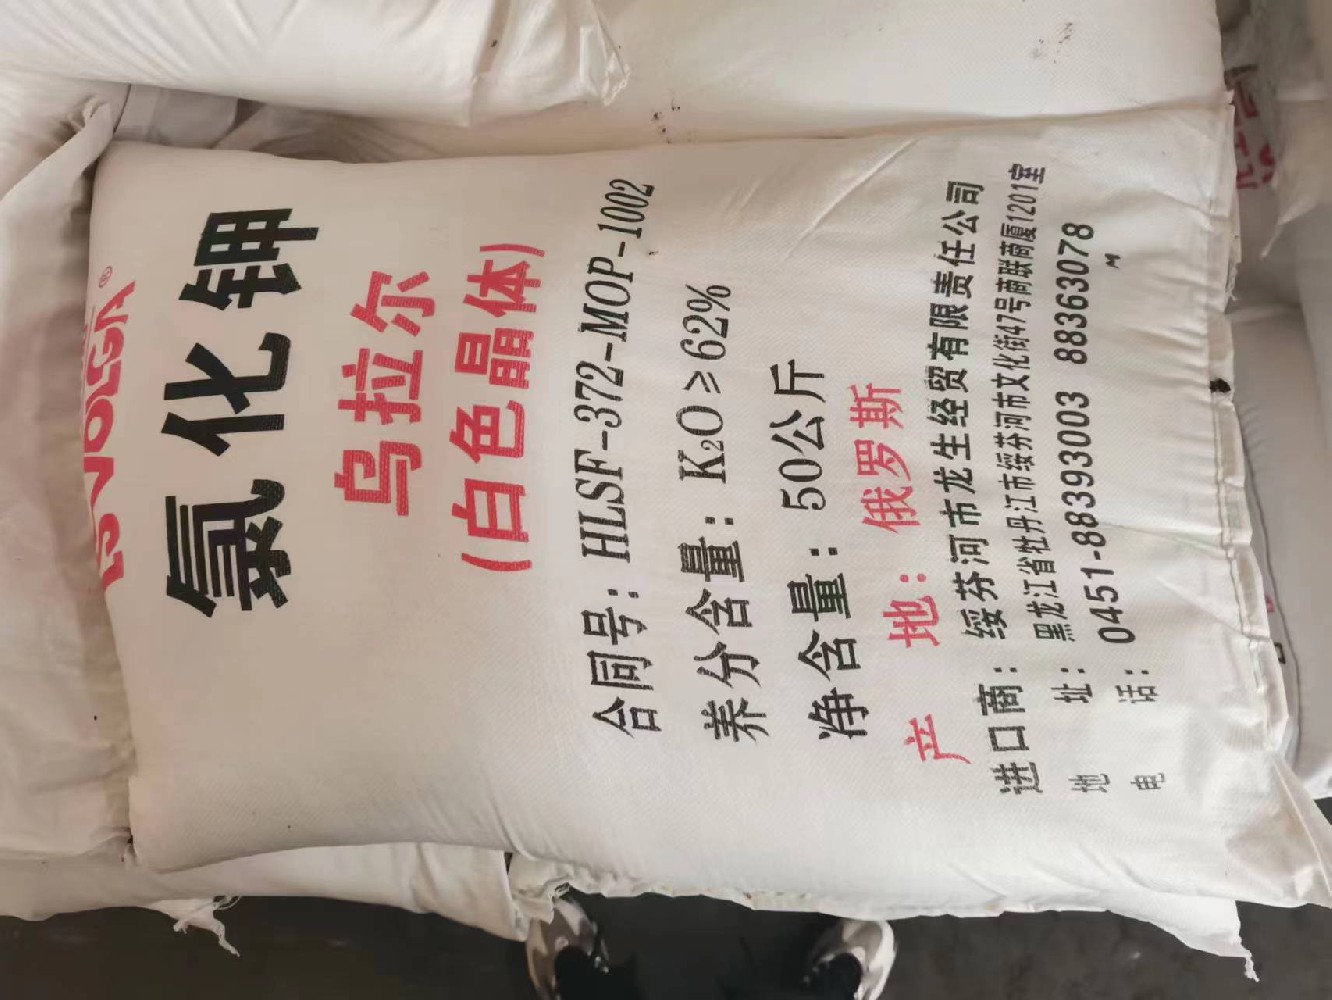 VOLGA®
氯化钾
乌拉尔
(白色晶体)
合同号：HLSF-372-MOP-1002
养分含量：K₂O≥62%
净含量：50公斤
产 地：俄罗斯
进口商：绥芬河市龙生经贸有限责任公司
地 址：黑龙江省牡丹江市绥芬河市文化街47号商联商厦1201室
电 话：0451-88393003 88363078